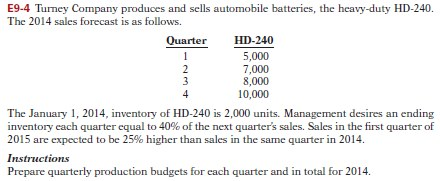 E9-4 Turney Company produces and sells automobile batteries, the heavy-duty HD-240.
The 2014 sales forecast is as follows.
Quarter HD-240
1 5,000
2 7,000
3 8,000
4 10,000
The January 1, 2014, inventory of HD-240 is 2,000 units. Management desires an ending
inventory each quarter equal to 40% of the next quarter's sales. Sales in the first quarter of
2015 are expected to be 25% higher than sales in the same quarter in 2014.
Instructions
Prepare quarterly production budgets for each quarter and in total for 2014.